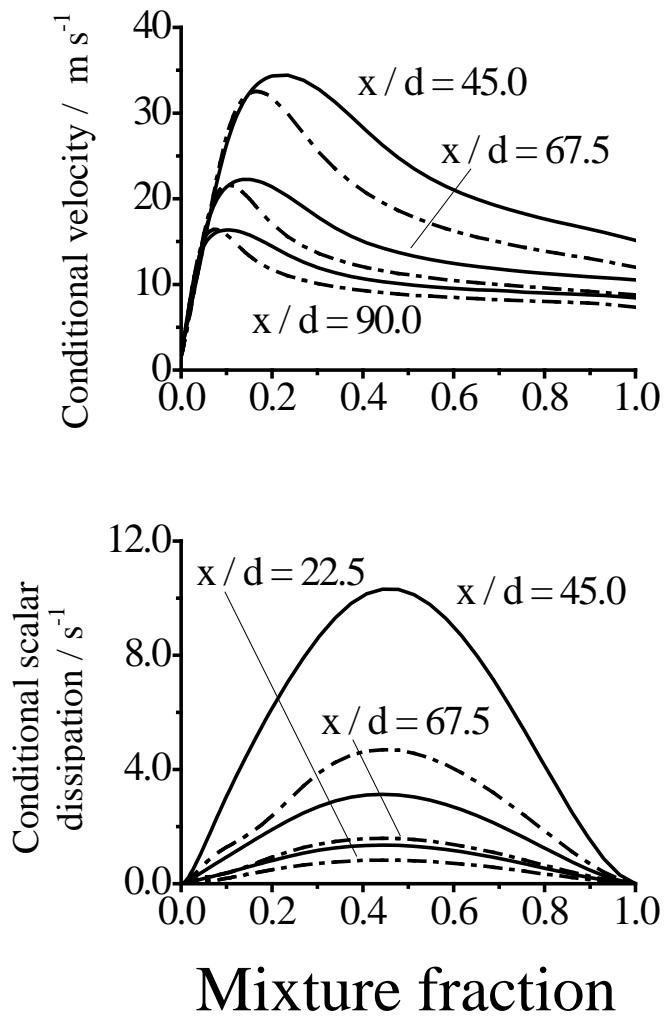 Conditional velocity / m s-1
40
30
20
10
0
x / d = 45.0
x / d = 67.5
x / d = 90.0
0.0 0.2 0.4 0.6 0.8 1.0
Conditional scalar
dissipation / s-1
12.0
8.0
4.0
0.0
x / d = 22.5
x / d = 45.0
x / d = 67.5
0.0 0.2 0.4 0.6 0.8 1.0
Mixture fraction